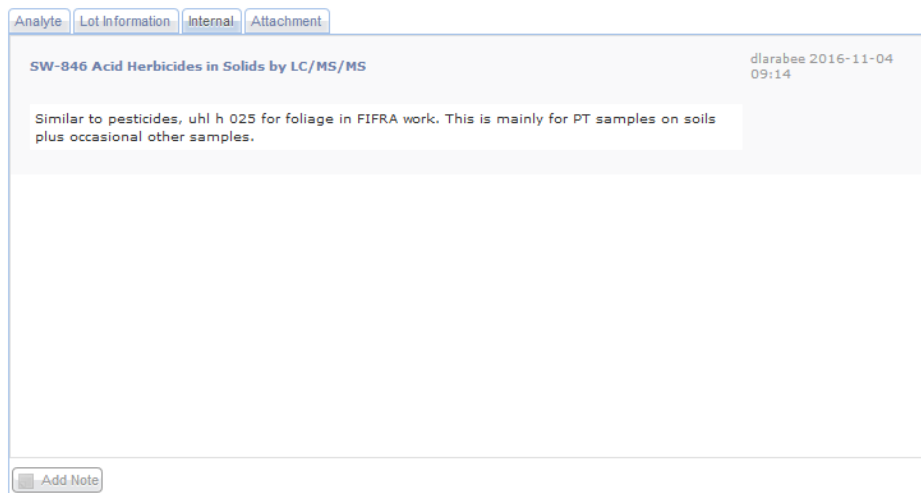 Analyte Lot Information Internal Attachment
SW-846 Acid Herbicides in Solids by LC/MS/MS
dlarabee 2016-11-04
09:14
Similar to pesticides, uhl h 025 for foliage in FIFRA work. This is mainly for PT samples on soils
plus occasional other samples.
Add Note